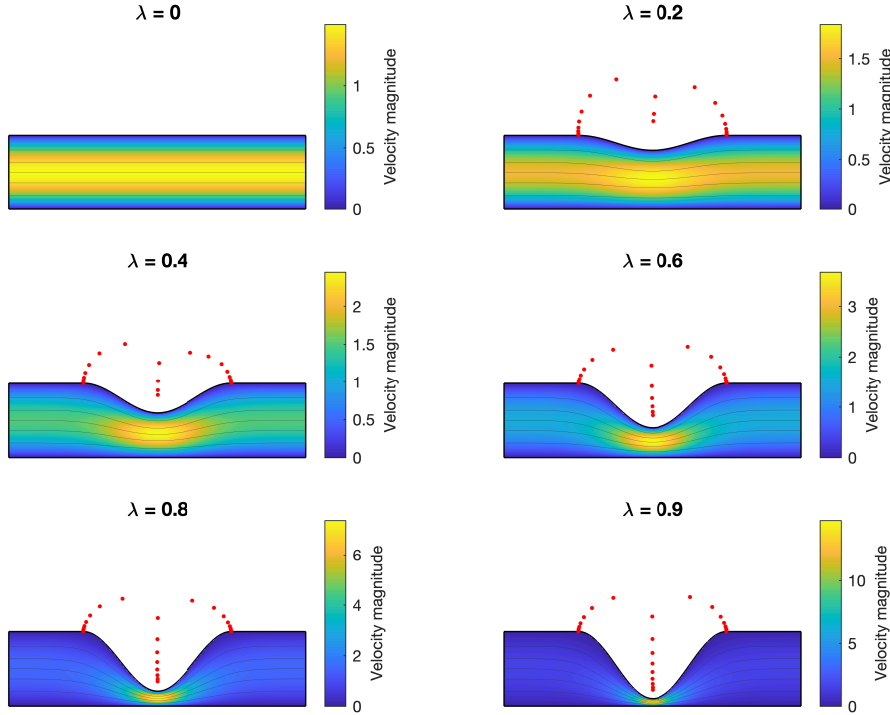 λ = 0
1
0.5
0
Velocity magnitude
λ = 0.2
1.5
1
0.5
0
Velocity magnitude
λ = 0.4
2
1.5
1
0.5
0
Velocity magnitude
λ = 0.6
3
2
1
0
Velocity magnitude
λ = 0.8
6
4
2
0
Velocity magnitude
λ = 0.9
10
5
0
Velocity magnitude